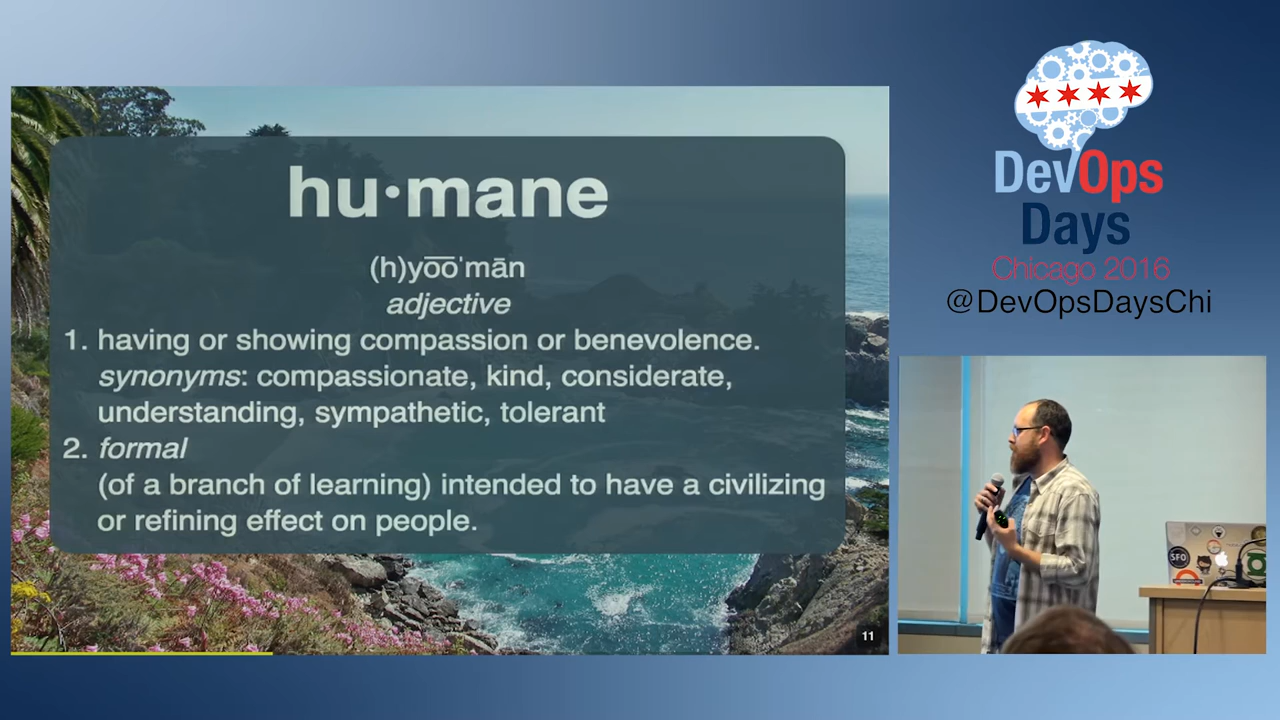 hu·mane
(h)yo͞oˈmān
adjective
1. having or showing compassion or benevolence.
synonyms: compassionate, kind, considerate,
understanding, sympathetic, tolerant
2. formal
(of a branch of learning) intended to have a civilizing
or refining effect on people.
11
DevOps
Days
Chicago 2016
@DevOpsDaysChi
SFO